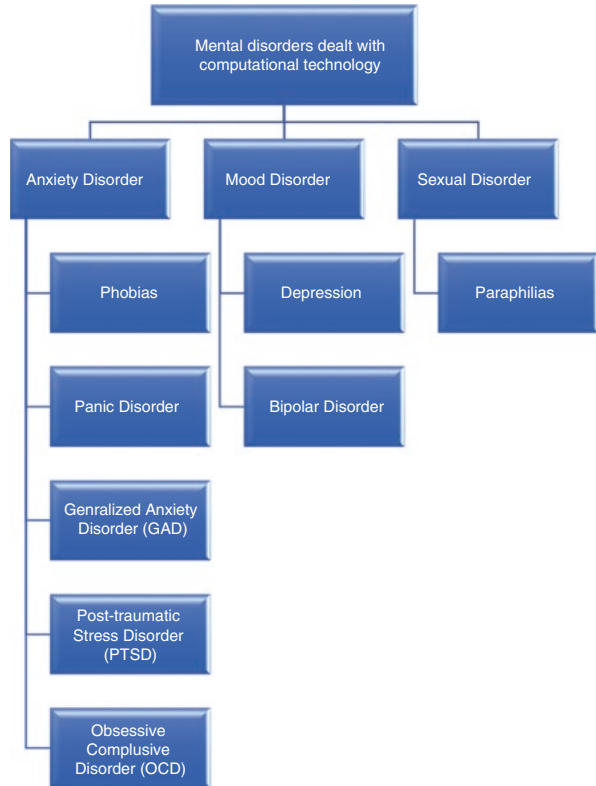 Mental disorders dealt with
computational technology
Anxiety Disorder
Mood Disorder
Sexual Disorder
Phobias
Depression
Paraphilias
Panic Disorder
Bipolar Disorder
Genralized Anxiety
Disorder (GAD)
Post-traumatic
Stress Disorder
(PTSD)
Obsessive
Complusive
Disorder (OCD)